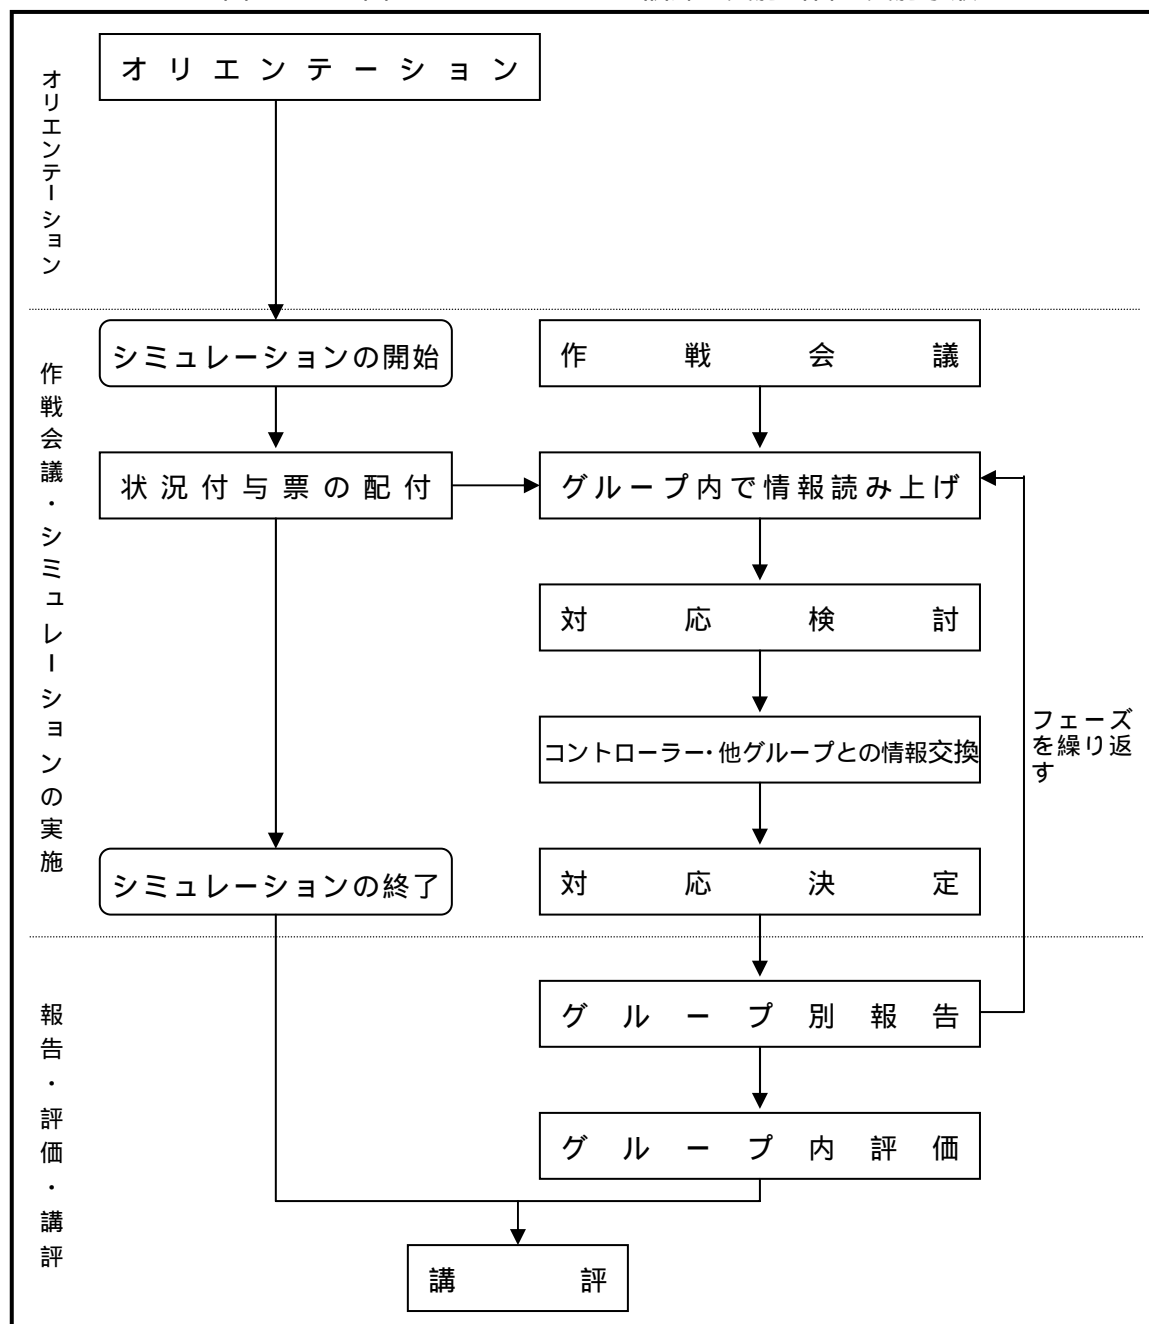 オリエンテーション
オリエンテーション
作戦会議・シミュレーションの実施
シミュレーションの開始
作戦会議
状況付与票の配付
グループ内で情報読み上げ
対応検討
コントローラー・他グループとの情報交換
フェーズ
を繰り返
す
シミュレーションの終了
対応決定
報告・評価・講評
グループ別報告
グループ内評価
講評